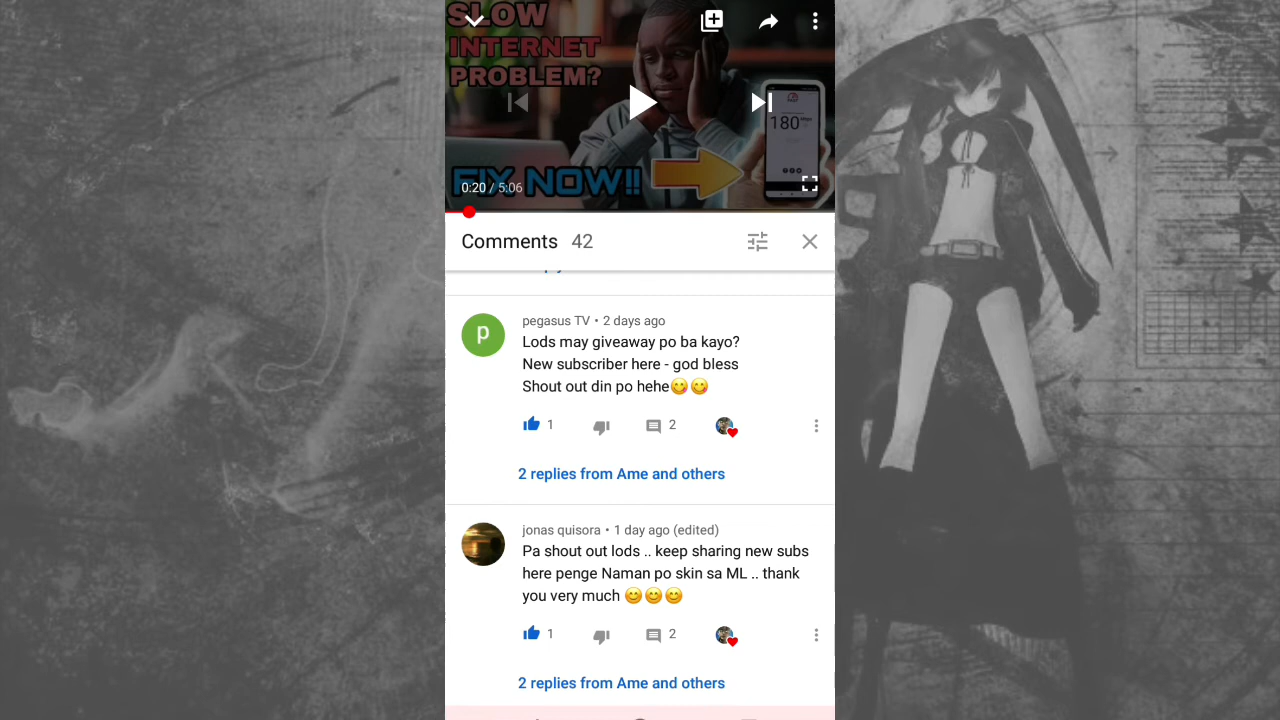 SLOW
INTERNET
PROBLEM?
180
FIX NOW!!
0:20 / 5:06
Comments 42
pegasus TV • 2 days ago
Lods may giveaway po ba kayo?
New subscriber here - god bless
Shout out din po hehe😋😋
1
2
2 replies from Ame and others
jonas quisora • 1 day ago (edited)
Pa shout out lods .. keep sharing new subs
here penge Naman po skin sa ML .. thank
you very much 😊😊😊
1
2
2 replies from Ame and others